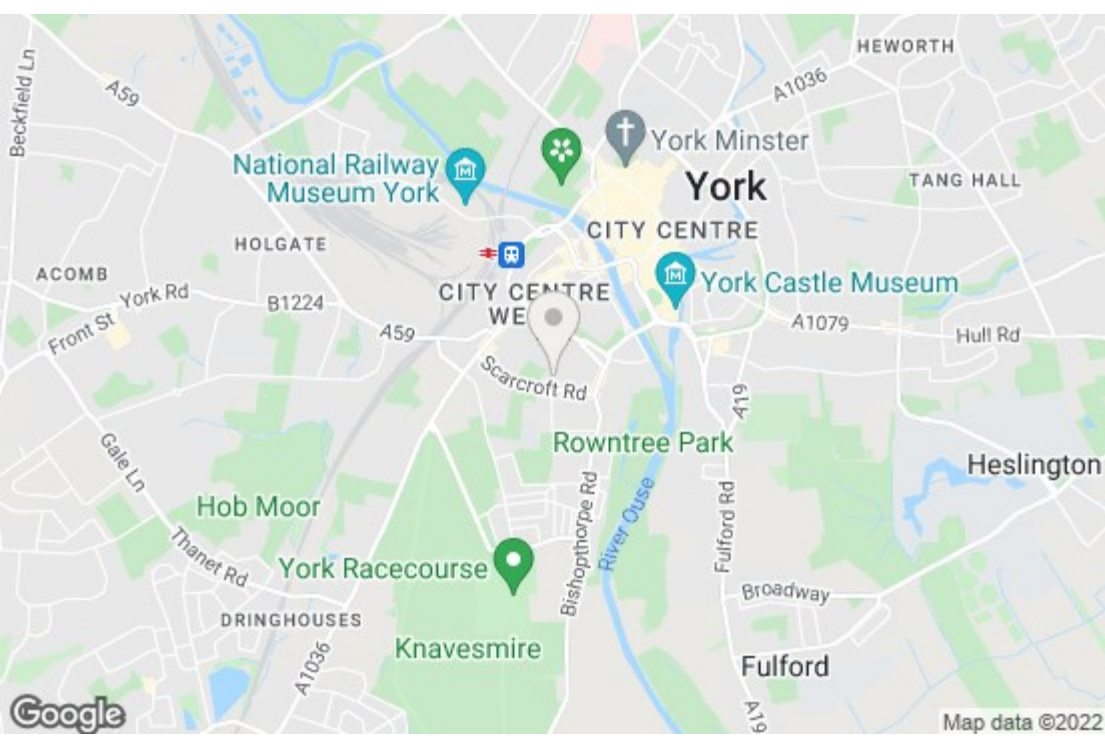 HEWORTH
Beckfield Ln
A59
A1036
York Minster
National Railway
Museum York
York
TANG HALL
CITY CENTRE
HOLGATE
ACOMB
York Rd
B1224
CITY CENTRE
WE
York Castle Museum
Front St
A59
A1079
Hull Rd
Scarcroft Rd
A19
Rowntree Park
Gale Ln
Heslington
Hob Moor
Bishopthorpe Rd
River Ouse
Fulford Rd
Thanet Rd
York Racecourse
Broadway
DRINGHOUSES
Knavesmire
A1036
Fulford
A19
Google
Map data ©2022